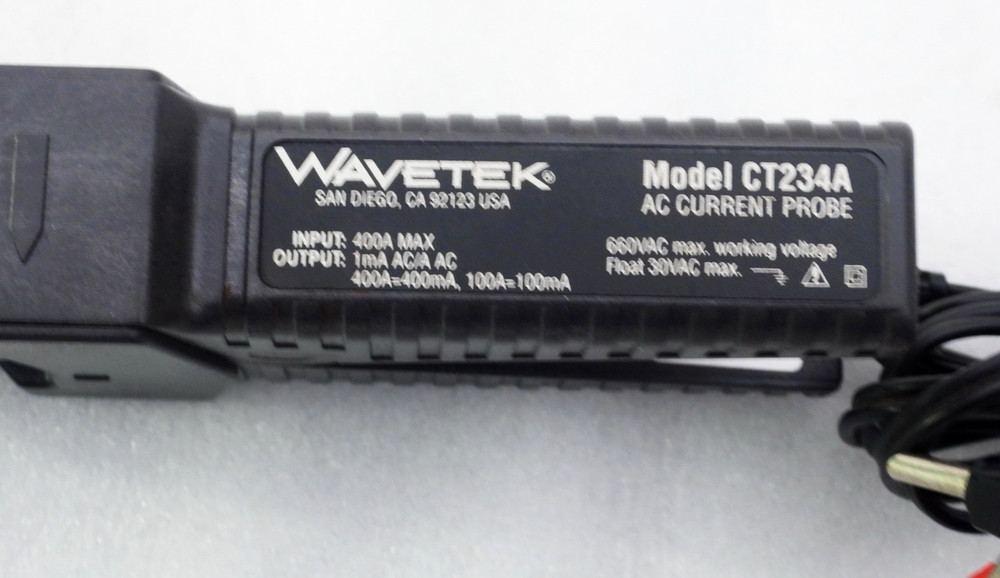 WAVETEK®
SAN DIEGO, CA 92123 USA
INPUT: 400A MAX
OUTPUT: 1mA AC/A AC
400A=400mA, 100A=100mA
Model CT234A
AC CURRENT PROBE
660VAC max. working voltage
Float 30VAC max.